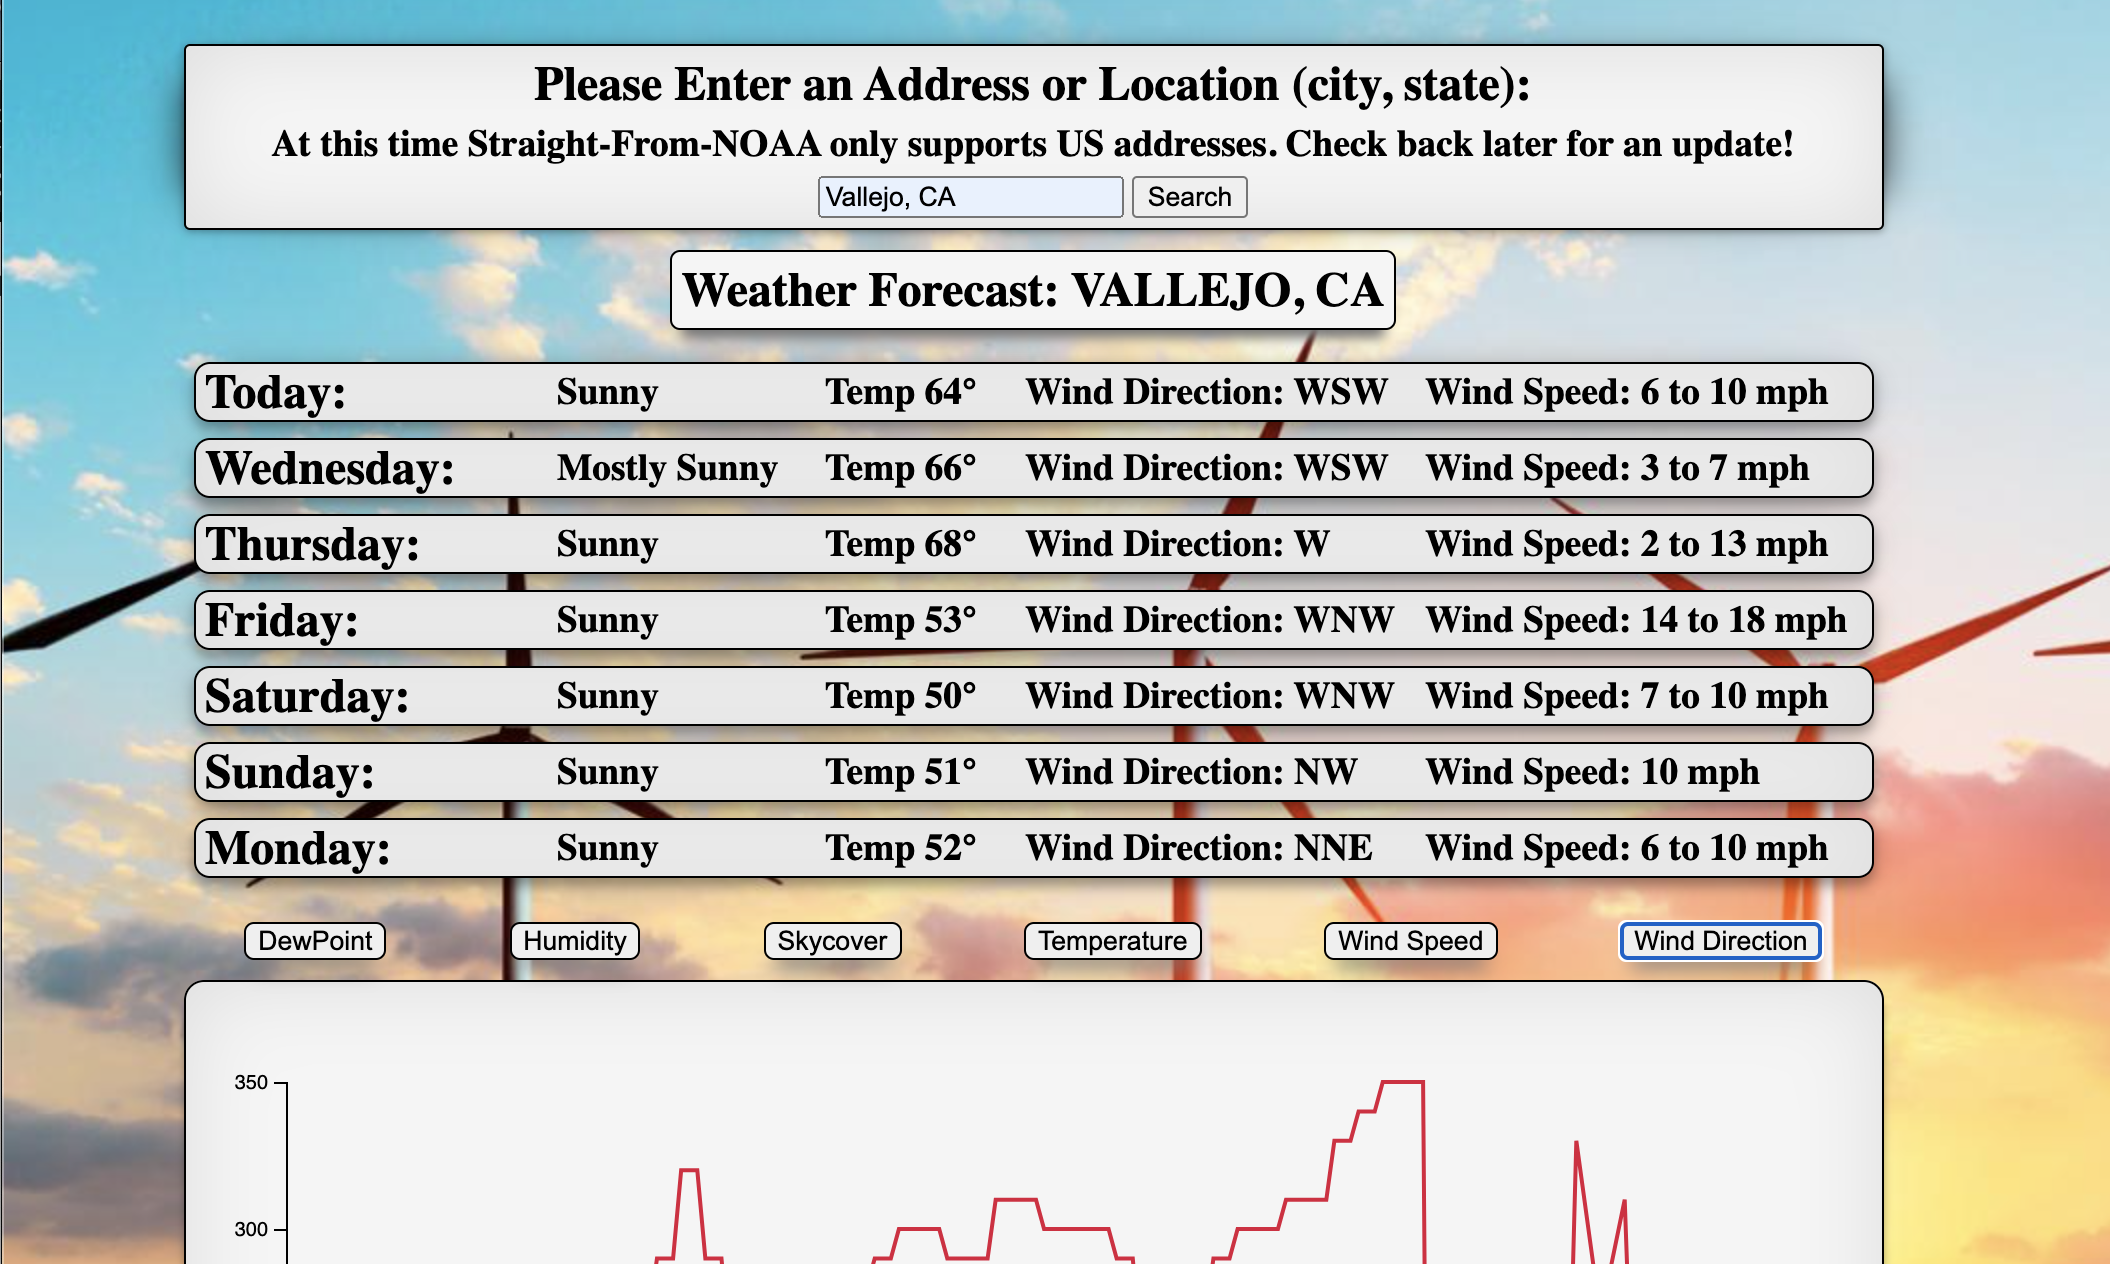 Please Enter an Address or Location (city, state):
At this time Straight-From-NOAA only supports US addresses. Check back later for an update!
Vallejo, CA Search
Weather Forecast: VALLEJO, CA
Today: Sunny Temp 64° Wind Direction: WSW Wind Speed: 6 to 10 mph
Wednesday: Mostly Sunny Temp 66° Wind Direction: WSW Wind Speed: 3 to 7 mph
Thursday: Sunny Temp 68° Wind Direction: W Wind Speed: 2 to 13 mph
Friday: Sunny Temp 53° Wind Direction: WNW Wind Speed: 14 to 18 mph
Saturday: Sunny Temp 50° Wind Direction: WNW Wind Speed: 7 to 10 mph
Sunday: Sunny Temp 51° Wind Direction: NW Wind Speed: 10 mph
Monday: Sunny Temp 52° Wind Direction: NNE Wind Speed: 6 to 10 mph
DewPoint Humidity Skycover Temperature Wind Speed Wind Direction
350
300